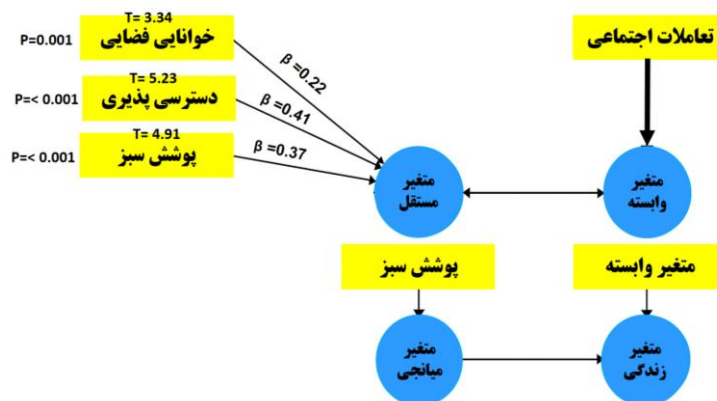 T= 3.34
P=0.001
خوانایی فضایی
β =0.22
T= 5.23
P=< 0.001
دسترسی پذیری
β =0.41
T= 4.91
P=< 0.001
پوشش سبز
β =0.37
تعاملات اجتماعی
متغیر
مستقل
متغیر
وابسته
پوشش سبز
متغیر وابسته
متغیر
میانجی
متغیر
زندگی